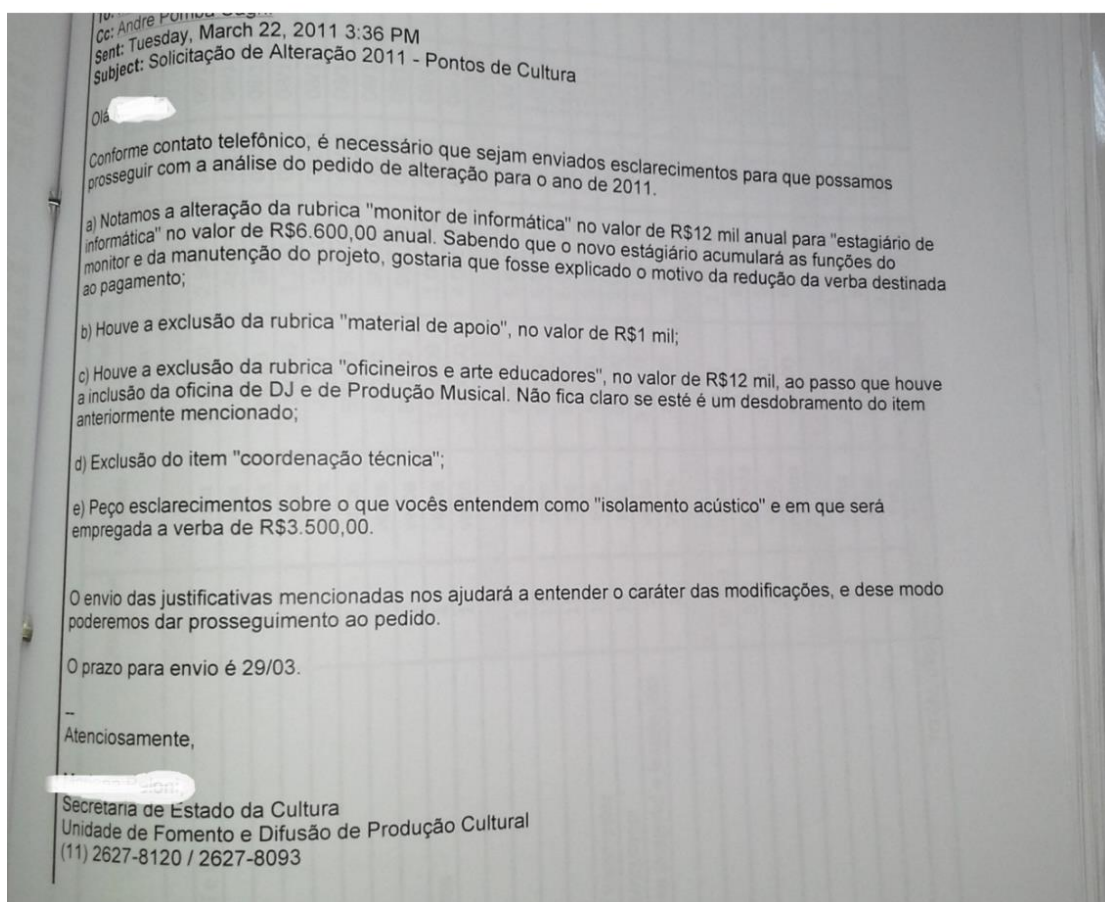 Cc: Andre
Sent: Tuesday, March 22, 2011 3:36 PM
Subject: Solicitação de Alteração 2011 - Pontos de Cultura
Olá
Conforme contato telefônico, é necessário que sejam enviados esclarecimentos para que possamos
prosseguir com a análise do pedido de alteração para o ano de 2011.
a) Notamos a alteração da rubrica "monitor de informática" no valor de R$12 mil anual para "estagiário de
informática" no valor de R$6.600,00 anual. Sabendo que o novo estágiário acumulará as funções do
monitor e da manutenção do projeto, gostaria que fosse explicado o motivo da redução da verba destinada
ao pagamento;
b) Houve a exclusão da rubrica "material de apoio", no valor de R$1 mil;
c) Houve a exclusão da rubrica "oficineiros e arte educadores", no valor de R$12 mil, ao passo que houve
a inclusão da oficina de DJ e de Produção Musical. Não fica claro se esté é um desdobramento do item
anteriormente mencionado;
d) Exclusão do item "coordenação técnica";
e) Peço esclarecimentos sobre o que vocês entendem como "isolamento acústico" e em que será
empregada a verba de R$3.500,00.
O envio das justificativas mencionadas nos ajudará a entender o caráter das modificações, e dese modo
poderemos dar prosseguimento ao pedido.
O prazo para envio é 29/03.
--
Atenciosamente,
Secretaria de Estado da Cultura
Unidade de Fomento e Difusão de Produção Cultural
(11) 2627-8120 / 2627-8093